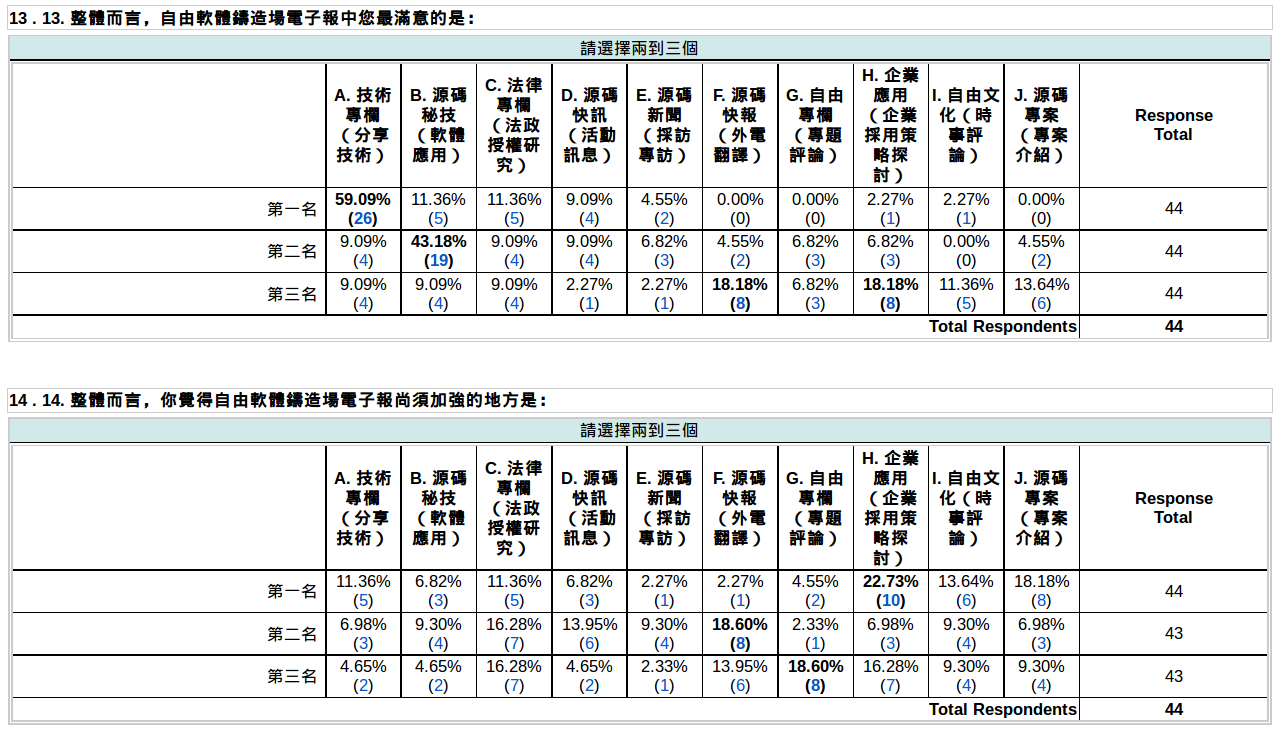 13 . 13. 整體而言，自由軟體鑄造場電子報中您最滿意的是：
請選擇兩到三個
A. 技術專欄（分享技術） B. 源碼秘技（軟體應用） C. 法律專欄（法政授權研究） D. 源碼快訊（活動訊息） E. 源碼新聞（採訪專訪） F. 源碼快報（外電翻譯） G. 自由專欄（專題評論） H. 企業應用（企業採用策略探討） I. 自由文化（時事評論） J. 源碼專案（專案介紹） Response Total
第一名 59.09% (26) 11.36% (5) 11.36% (5) 9.09% (4) 4.55% (2) 0.00% (0) 0.00% (0) 2.27% (1) 2.27% (1) 0.00% (0) 44
第二名 9.09% (4) 43.18% (19) 9.09% (4) 9.09% (4) 6.82% (3) 4.55% (2) 6.82% (3) 6.82% (3) 0.00% (0) 4.55% (2) 44
第三名 9.09% (4) 9.09% (4) 9.09% (4) 2.27% (1) 2.27% (1) 18.18% (8) 6.82% (3) 18.18% (8) 11.36% (5) 13.64% (6) 44
Total Respondents 44
14 . 14. 整體而言，你覺得自由軟體鑄造場電子報尚須加強的地方是：
請選擇兩到三個
A. 技術專欄（分享技術） B. 源碼秘技（軟體應用） C. 法律專欄（法政授權研究） D. 源碼快訊（活動訊息） E. 源碼新聞（採訪專訪） F. 源碼快報（外電翻譯） G. 自由專欄（專題評論） H. 企業應用（企業採用策略探討） I. 自由文化（時事評論） J. 源碼專案（專案介紹） Response Total
第一名 11.36% (5) 6.82% (3) 11.36% (5) 6.82% (3) 2.27% (1) 2.27% (1) 4.55% (2) 22.73% (10) 13.64% (6) 18.18% (8) 44
第二名 6.98% (3) 9.30% (4) 16.28% (7) 13.95% (6) 9.30% (4) 18.60% (8) 2.33% (1) 6.98% (3) 9.30% (4) 6.98% (3) 43
第三名 4.65% (2) 4.65% (2) 16.28% (7) 4.65% (2) 2.33% (1) 13.95% (6) 18.60% (8) 16.28% (7) 9.30% (4) 9.30% (4) 43
Total Respondents 44